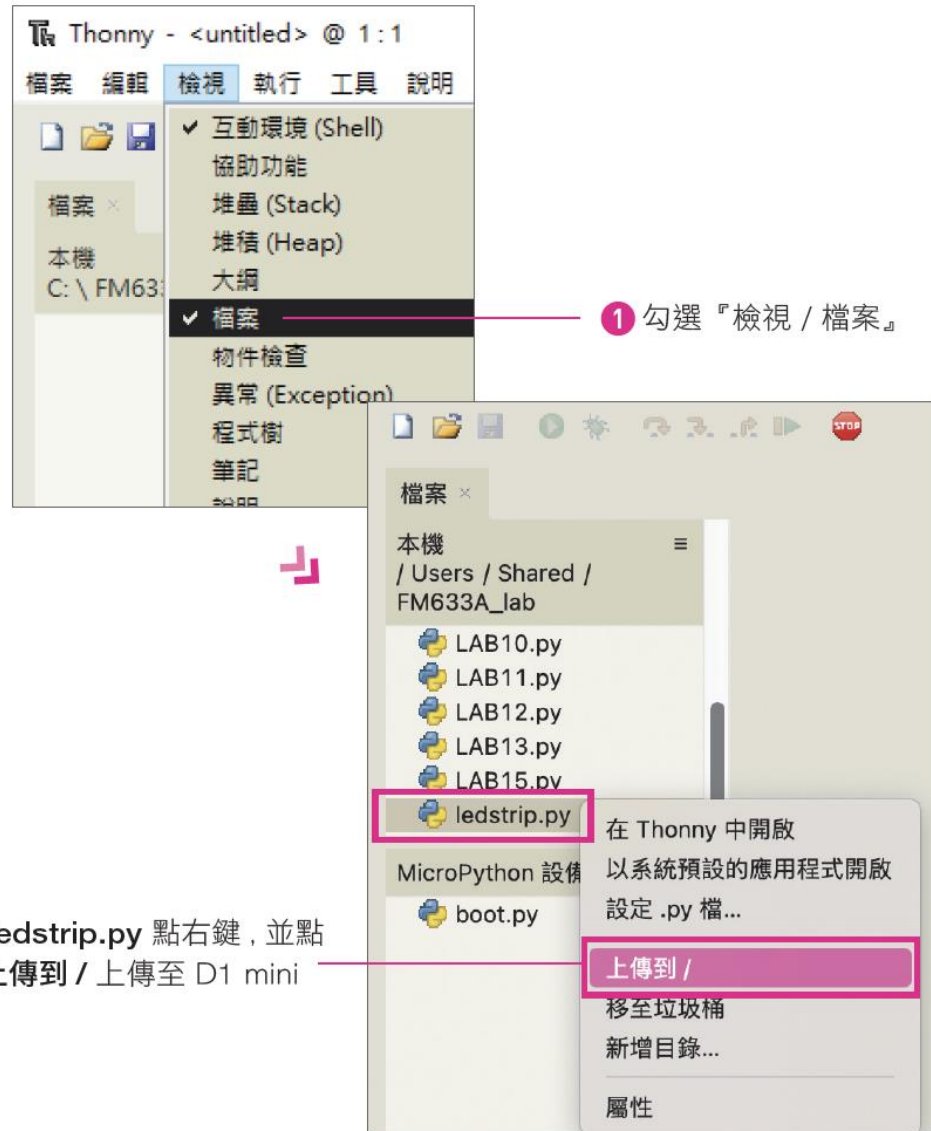 Thonny - <untitled> @ 1 : 1
檔案 編輯 檢視 執行 工具 說明
✔ 互動環境 (Shell)
協助功能
檔案 ×
堆疊 (Stack)
本機
堆積 (Heap)
C: \ FM63
大綱
✔ 檔案
❶ 勾選『檢視 / 檔案』
物件檢查
異常 (Exception)
程式樹
筆記
STOP
檔案 ×
本機 ≡
/ Users / Shared /
FM633A_lab
LAB10.py
LAB11.py
LAB12.py
LAB13.py
LAB15.py
ledstrip.py
在 Thonny 中開啟
MicroPython 設備
以系統預設的應用程式開啟
boot.py
設定 .py 檔...
edstrip.py 點右鍵 , 並點
上傳到 / 上傳至 D1 mini
上傳到 /
移至垃圾桶
新增目錄...
屬性